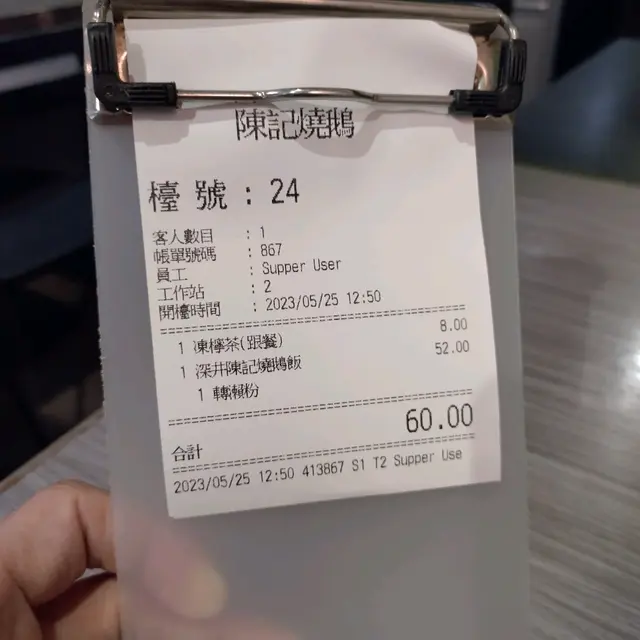 陳記燒鵝
檯號 : 24
客人數目 : 1
帳單號碼 : 867
員工 : Supper User
工作站 : 2
開檯時間 : 2023/05/25 12:50
1 凍檸茶(跟餐) 8.00
1 深井陳記燒鵝飯 52.00
1 轉瀨粉
合計 60.00
2023/05/25 12:50 413867 S1 T2 Supper Use